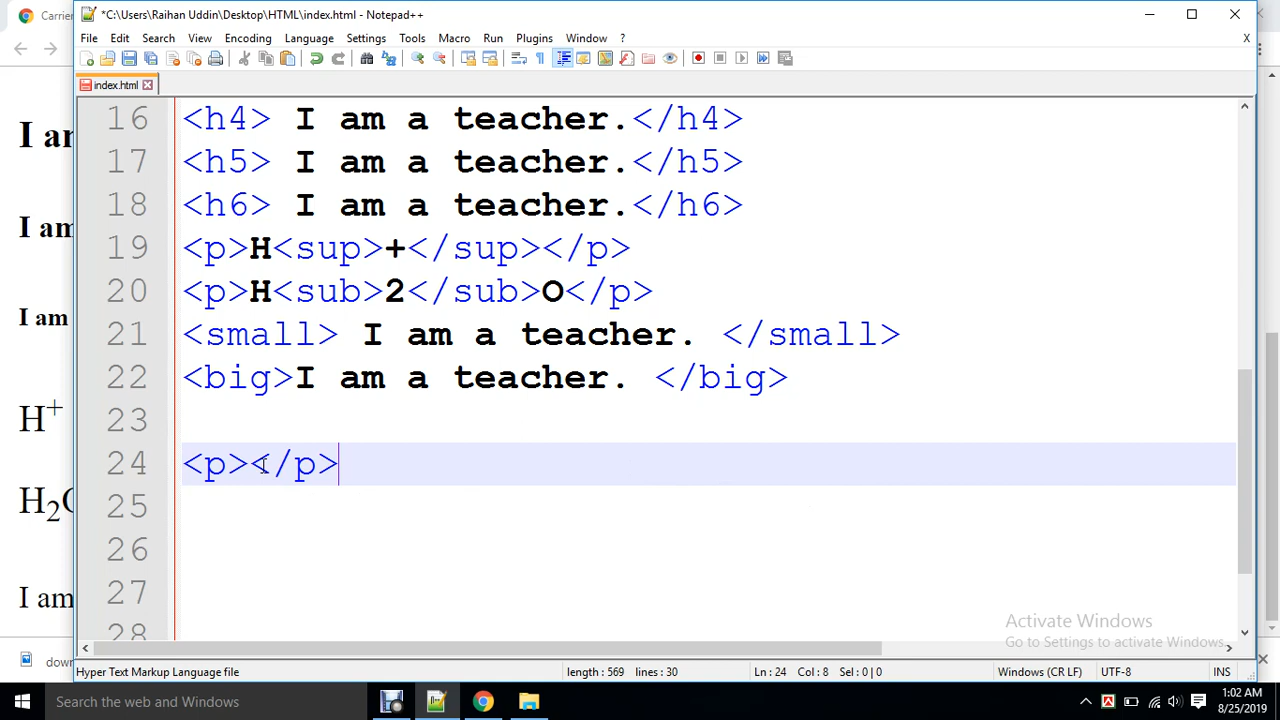 Carrier
*C:\Users\Raihan Uddin\Desktop\HTML\index.html - Notepad++
File Edit Search View Encoding Language Settings Tools Macro Run Plugins Window ? X
index.html
16 <h4> I am a teacher.</h4>
17 <h5> I am a teacher.</h5>
18 <h6> I am a teacher.</h6>
19 <p>H<sup>+</sup></p>
20 <p>H<sub>2</sub>O</p>
21 <small> I am a teacher. </small>
22 <big>I am a teacher. </big>
23
24 <p></p>
25
26
27
28
I am
I am
I am
H+
H2O
I am
dow
Activate Windows
Go to Settings to activate Windows.
Hyper Text Markup Language file length : 569 lines : 30 Ln : 24 Col : 8 Sel : 0 | 0 Windows (CR LF) UTF-8 INS
Search the web and Windows
1:02 AM
8/25/2019